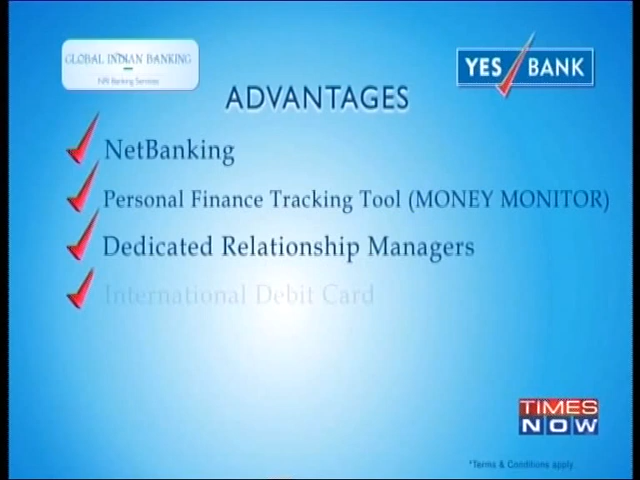 GLOBAL INDIAN BANKING
NRI Banking Services
YES BANK
ADVANTAGES
NetBanking
Personal Finance Tracking Tool (MONEY MONITOR)
Dedicated Relationship Managers
International Debit Card
TIMES
NOW
*Terms & Conditions apply